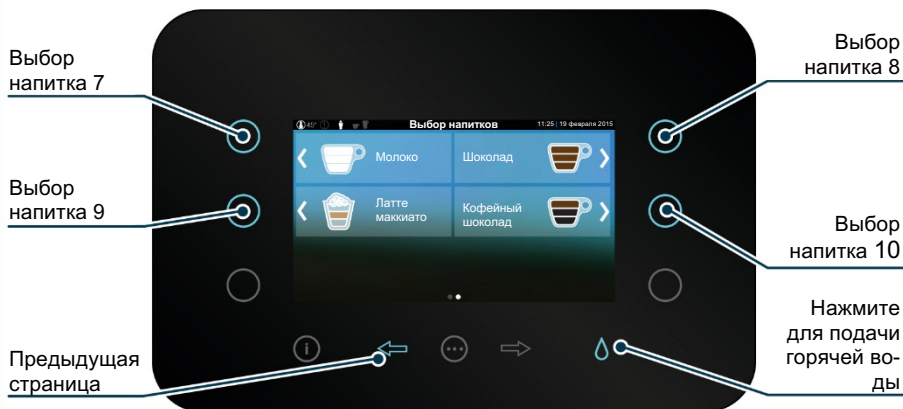 Выбор
напитка 7
Выбор
напитка 8
45°
Выбор напитков
11:25 | 19 февраля 2015
Молоко
Шоколад
Выбор
напитка 9
Латте
маккиато
Кофейный
шоколад
Выбор
напитка 10
Предыдущая
страница
Нажмите
для подачи
горячей во-
ды